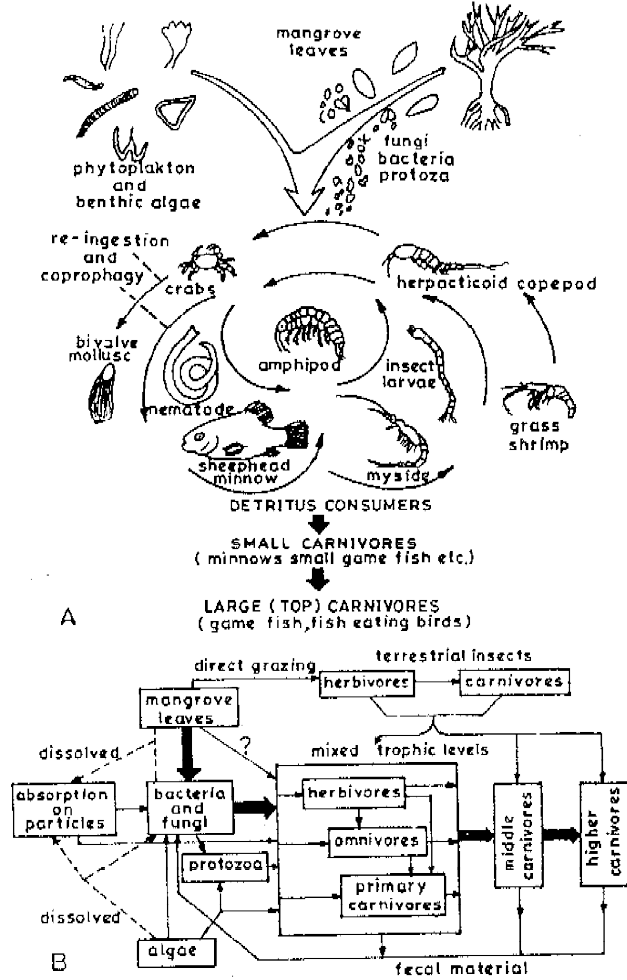 mangrove
leaves
fungi
bacteria
protoza
phytoplakton
and
benthic algae
re-ingestion
and
coprophagy
crabs
herpacticoid copepod
bivalve
mollusc
amphipod
insect
larvae
nematode
grass
shrimp
sheephead
minnow
myside
DETRITUS CONSUMERS
SMALL CARNIVORES
( minnows small game fish etc.)
LARGE (TOP) CARNIVORES
(game fish, fish eating birds)
A
terrestrial insects
direct grazing
herbivores
carnivores
mangrove
leaves
?
mixed trophic levels
dissolved
absorption
on
particles
bacteria
and
fungi
herbivores
omnivores
primary
carnivores
middle
carnivores
higher
carnivores
protozoa
dissolved
algae
fecal material
B